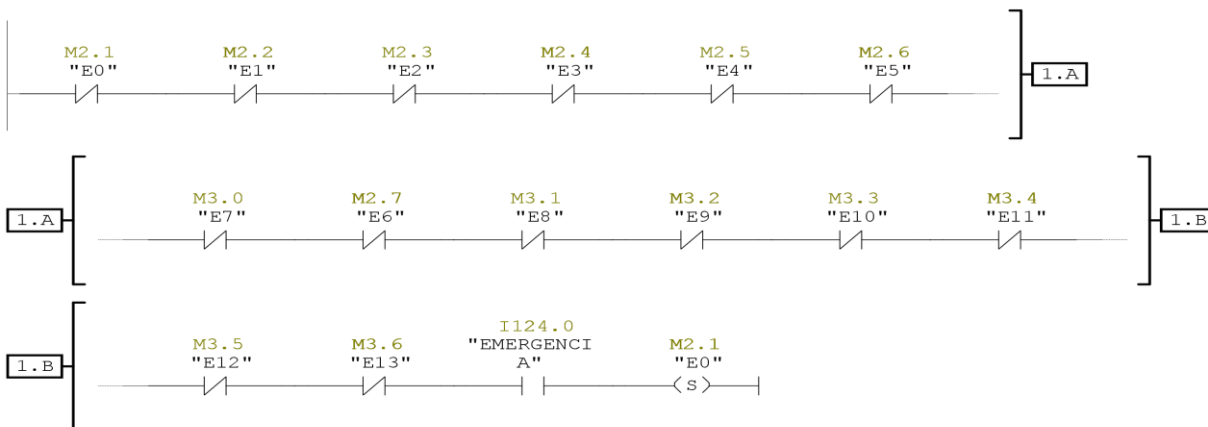 M2.1 M2.2 M2.3 M2.4 M2.5 M2.6
"E0" "E1" "E2" "E3" "E4" "E5"
1.A
M3.0 M2.7 M3.1 M3.2 M3.3 M3.4
1.A "E7" "E6" "E8" "E9" "E10" "E11" 1.B
I124.0
M3.5 M3.6 "EMERGENCI M2.1
1.B "E12" "E13" A" "E0"
S